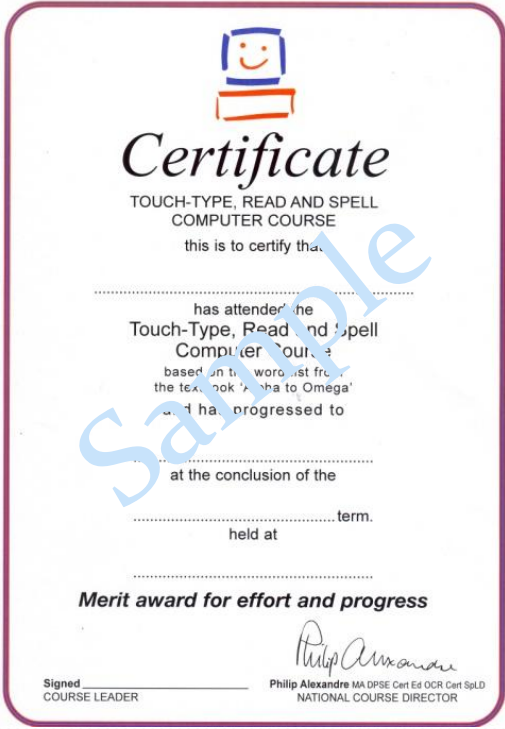 Certificate
TOUCH-TYPE, READ AND SPELL
COMPUTER COURSE
this is to certify that
has attended the
Touch-Type, Read and Spell
Computer Course
based on the word list from
the textbook 'Alpha to Omega'
and has progressed to
at the conclusion of the
term.
held at
Merit award for effort and progress
Philip Alexandre
Signed
COURSE LEADER
Philip Alexandre MA DPSE Cert Ed OCR Cert SpLD
NATIONAL COURSE DIRECTOR
Sample